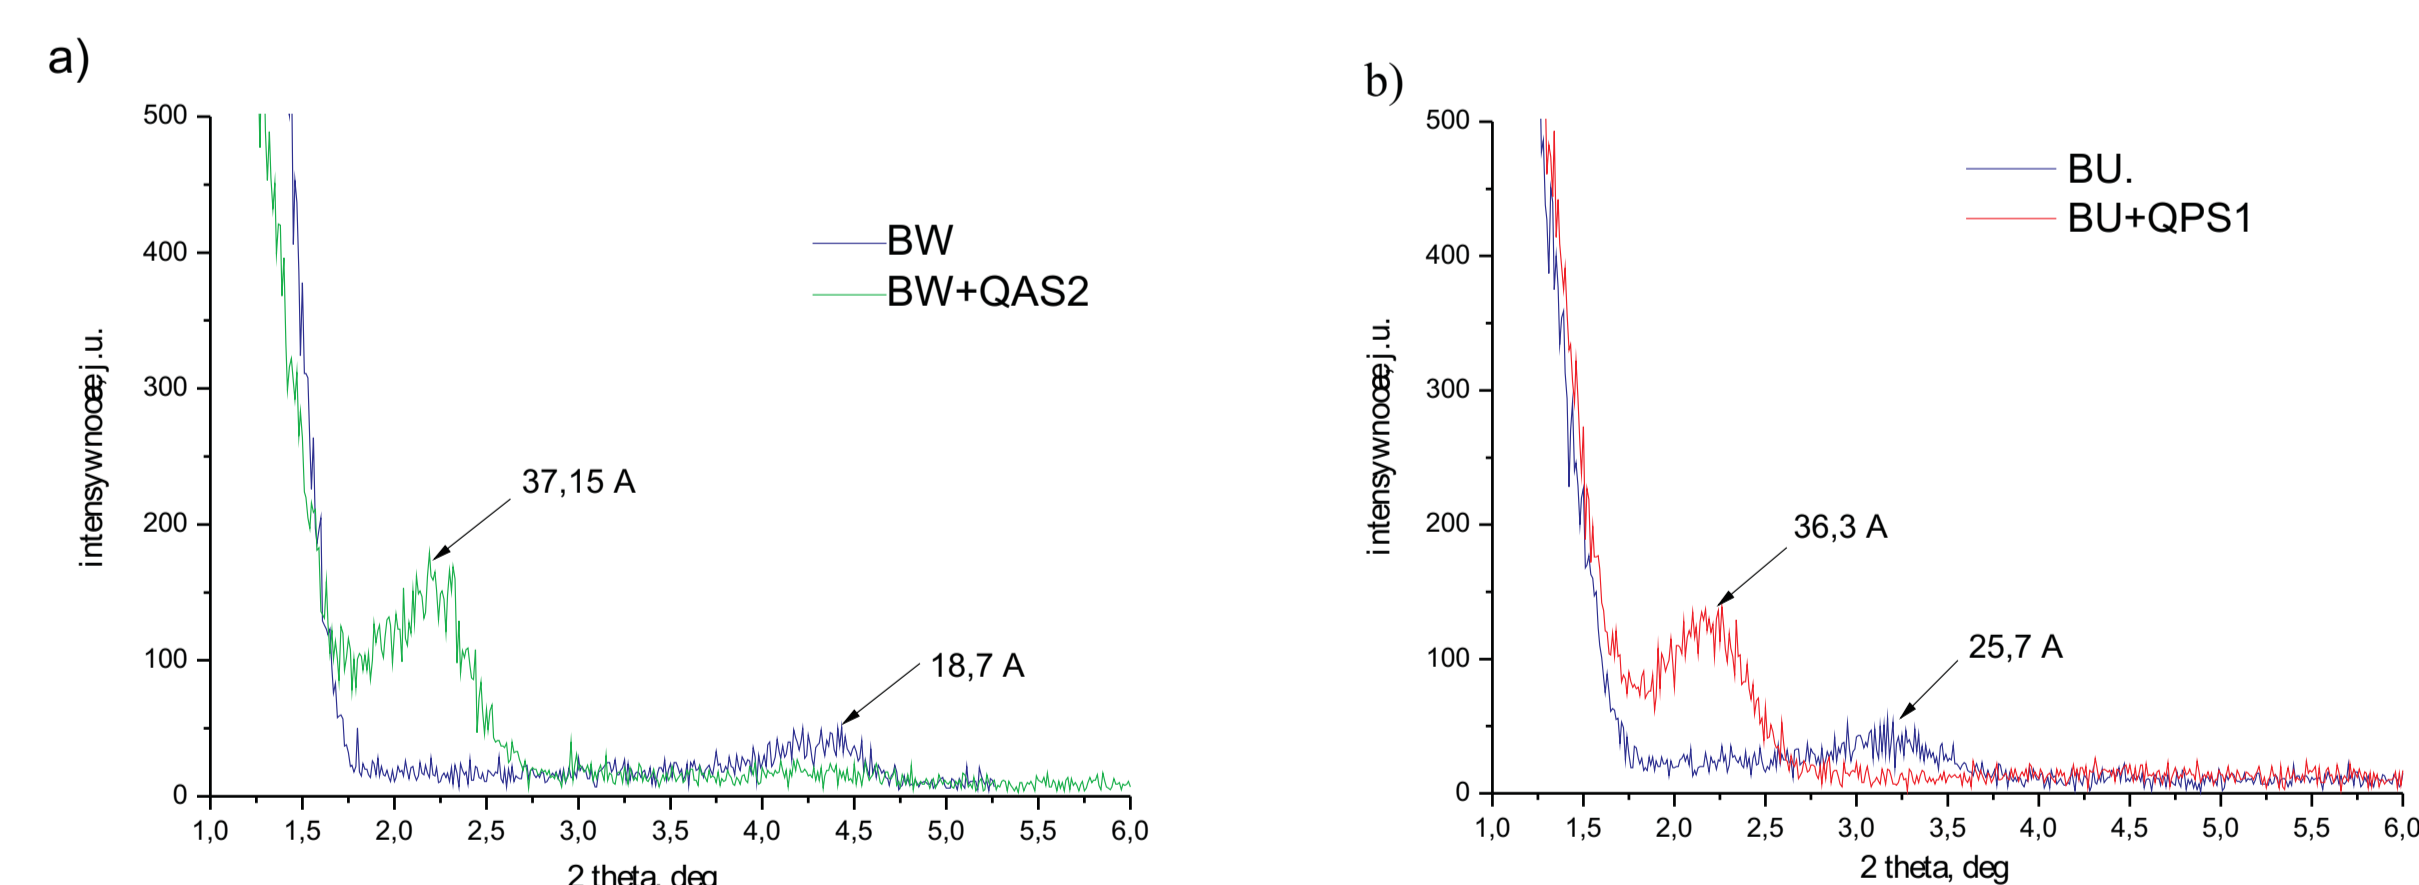 a)
500
400
300
200
100
0
1,0 1,5 2,0 2,5 3,0 3,5 4,0 4,5 5,0 5,5 6,0
2 theta, deg
BW
BW+QAS2
37,15 A
18,7 A
b)
500
400
300
200
100
0
1,0 1,5 2,0 2,5 3,0 3,5 4,0 4,5 5,0 5,5 6,0
2 theta, deg
BU.
BU+QPS1
36,3 A
25,7 A